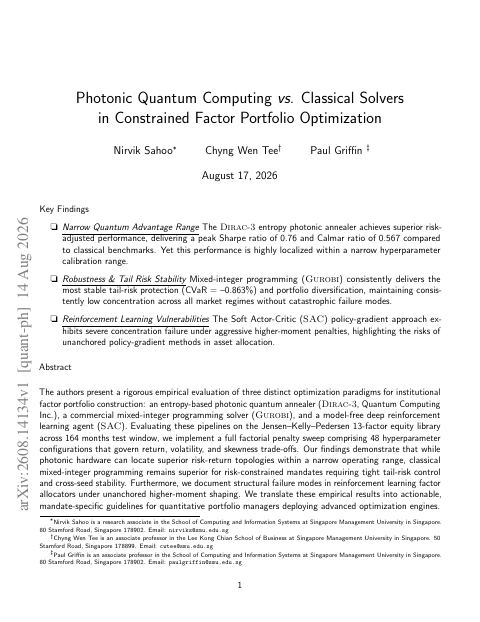 Photonic Quantum Computing vs. Classical Solvers
in Constrained Factor Portfolio Optimization
Nirvik Sahoo* Chyng Wen Tee† Paul Griffin ‡
August 17, 2026
Key Findings
❏ Narrow Quantum Advantage Range The DIRAC-3 entropy photonic annealer achieves superior risk-
adjusted performance, delivering a peak Sharpe ratio of 0.76 and Calmar ratio of 0.567 compared
to classical benchmarks. Yet this performance is highly localized within a narrow hyperparameter
calibration range.
❏ Robustness & Tail Risk Stability Mixed-integer programming (GUROBI) consistently delivers the
most stable tail-risk protection (CVaR = –0.863%) and portfolio diversification, maintaining consis-
tively low concentration across all market regimes without catastrophic failure modes.
❏ Reinforcement Learning Vulnerabilities The Soft Actor-Critic (SAC) policy-gradient approach ex-
hibits severe concentration failure under aggressive higher-moment penalties, highlighting the risks of
unanchored policy-gradient methods in asset allocation.
Abstract
The authors present a rigorous empirical evaluation of three distinct optimization paradigms for institutional
factor portfolio construction: an entropy-based photonic quantum annealer (DIRAC-3, Quantum Computing
Inc.), a commercial mixed-integer programming solver (GUROBI), and a model-free deep reinforcement
learning agent (SAC). Evaluating these pipelines on the Jensen–Kelly–Pedersen 13-factor equity library
across 164 months test window, we implement a full factorial penalty sweep comprising 48 hyperparameter
configurations that govern return, volatility, and skewness trade-offs. Our findings demonstrate that while
photonic hardware can locate superior risk-return topologies within a narrow operating range, classical
mixed-integer programming remains superior for risk-constrained mandates requiring tight tail-risk control
and cross-seed stability. Furthermore, we document structural failure modes in reinforcement learning factor
allocators under unanchored higher-moment shaping. We translate these empirical results into actionable,
mandate-specific guidelines for quantitative portfolio managers deploying advanced optimization engines.
*Nirvik Sahoo is a research associate in the School of Computing and Information Systems at Singapore Management University in Singapore.
80 Stamford Road, Singapore 178902. Email: nirviks@smu.edu.sg
†Chyng Wen Tee is an associate professor in the Lee Kong Chian School of Business at Singapore Management University. 50
Stamford Road, Singapore 178899. Email: cwtee@smu.edu.sg
‡Paul Griffin is an associate professor in the School of Computing and Information Systems at Singapore Management University in Singapore.
80 Stamford Road, Singapore 178902. Email: paulgriffin@smu.edu.sg
1
arXiv:2608.14134v1 [quant-ph] 14 Aug 2026